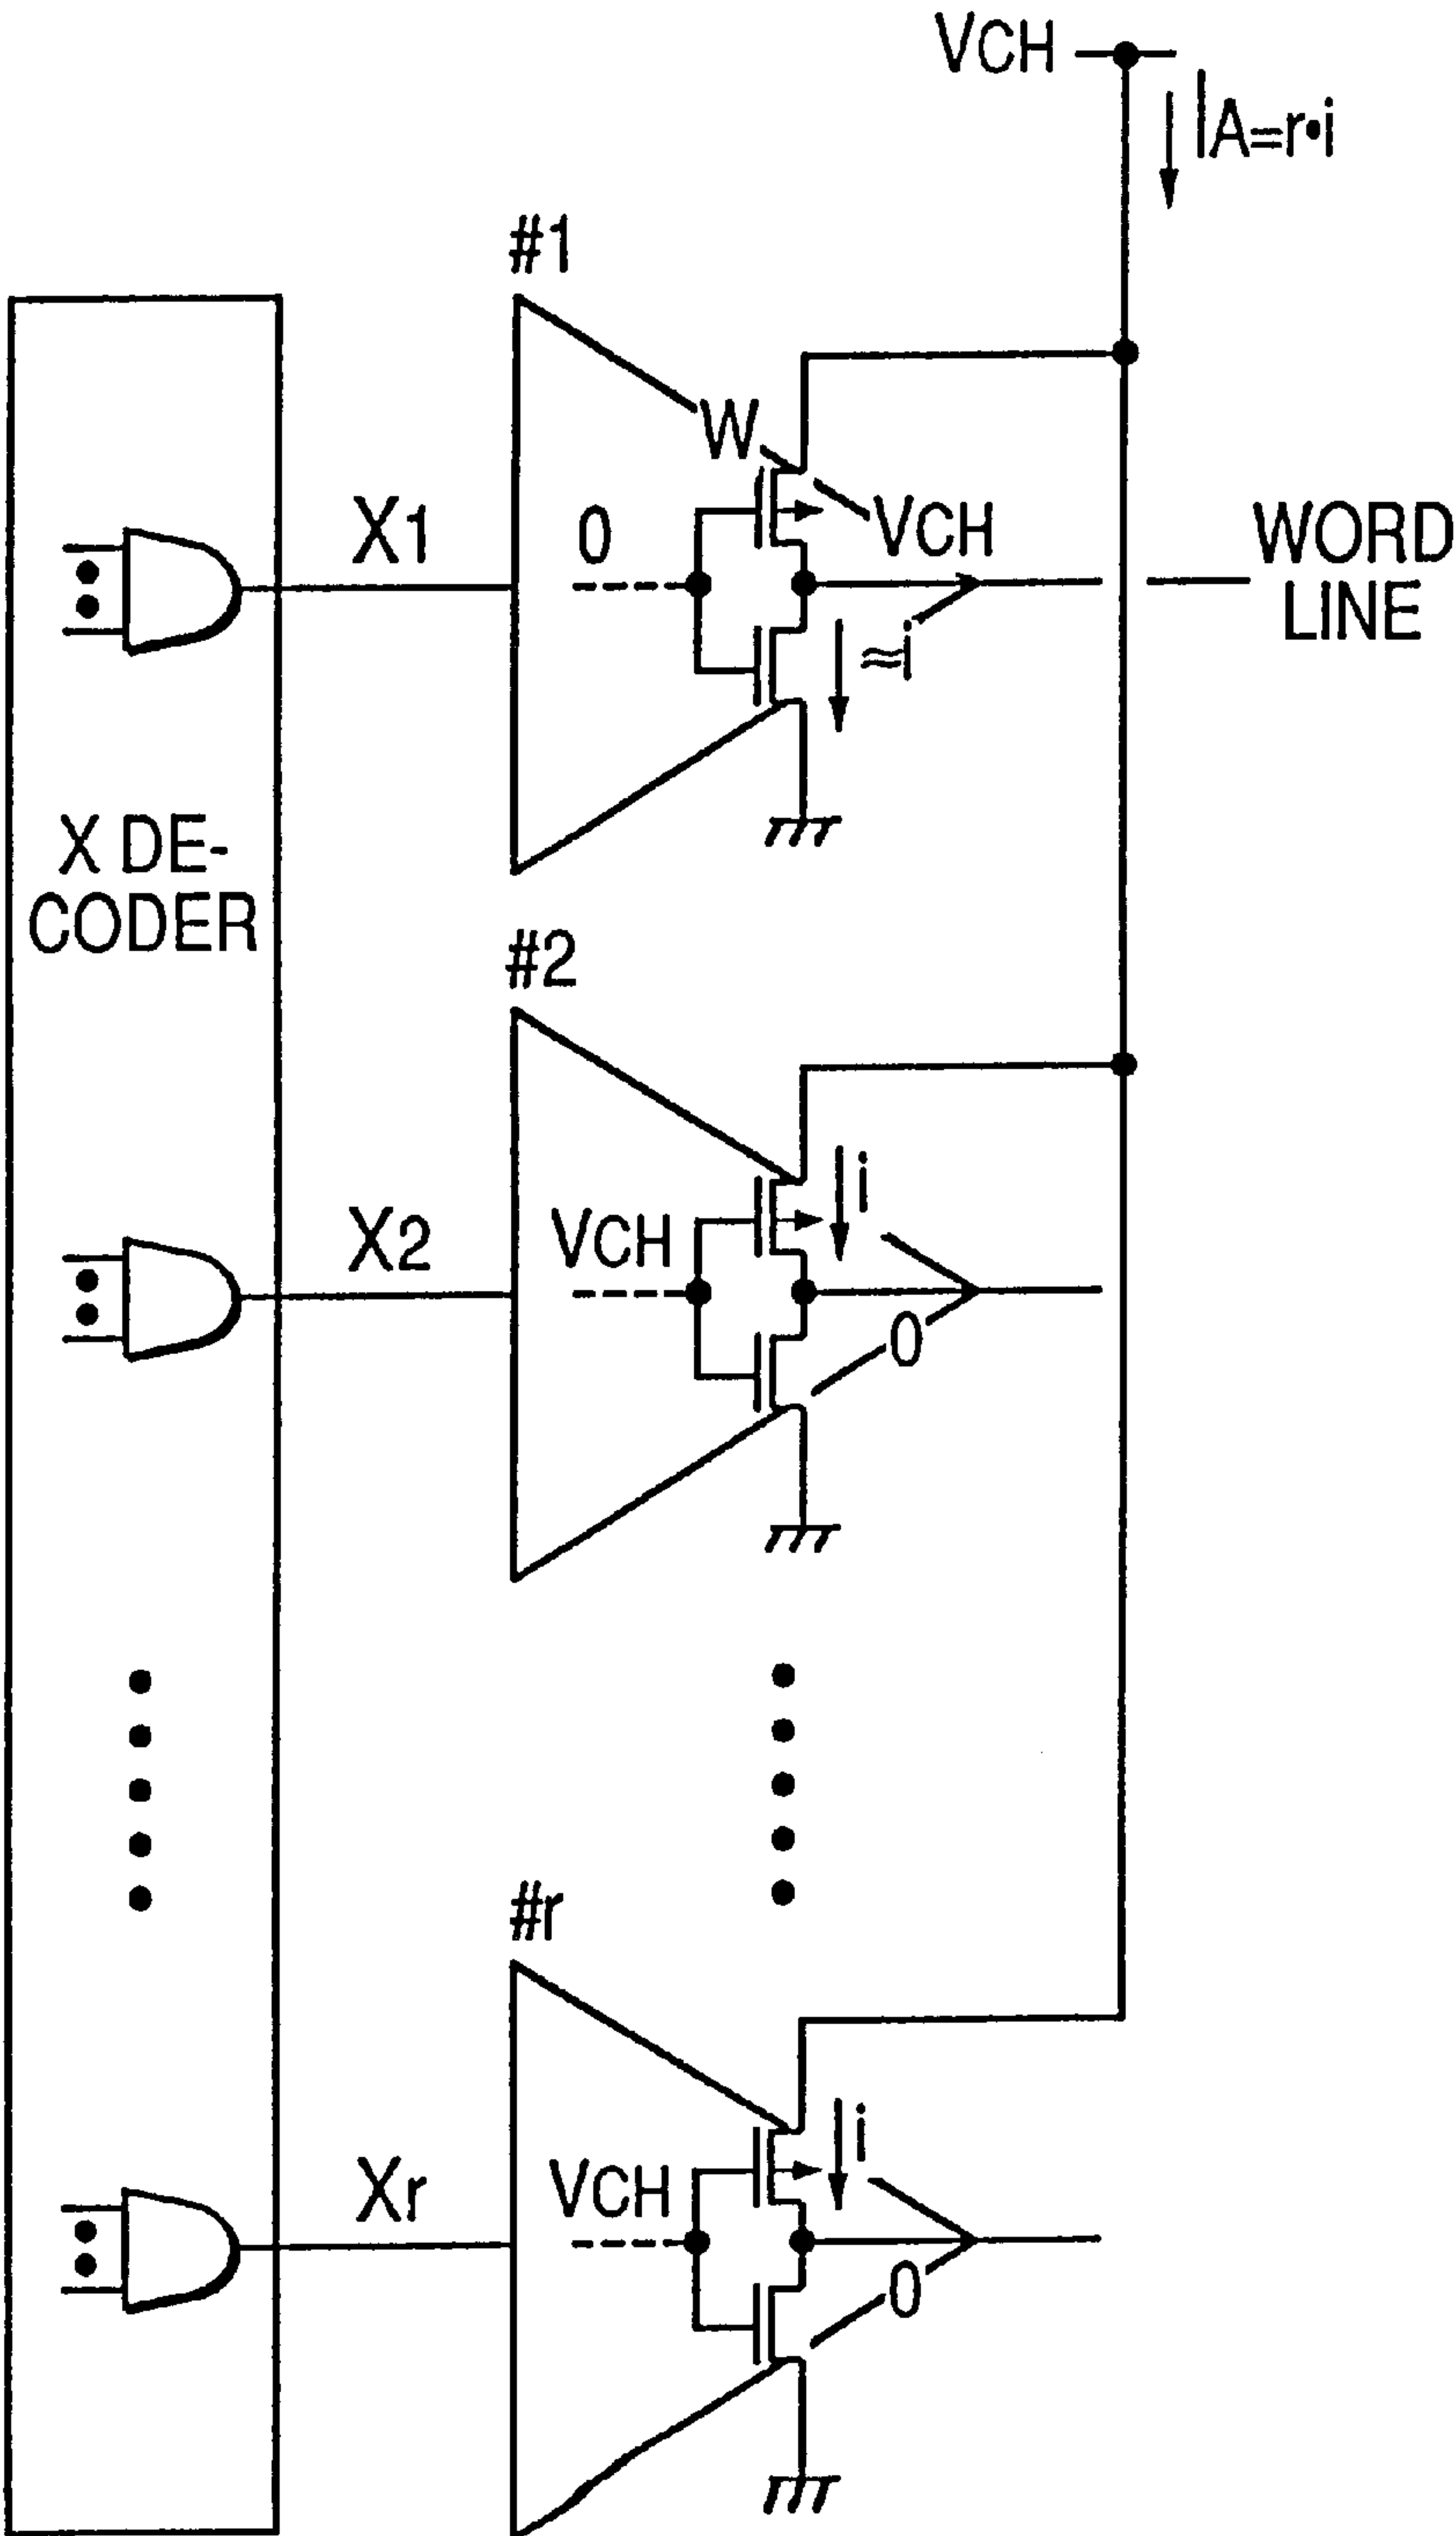 VCH
IA=r•i
#1
W
X1
0
VCH
WORD
LINE
≈i
X DE-
CODER
#2
i
X2
VCH
0
#r
i
Xr
VCH
0